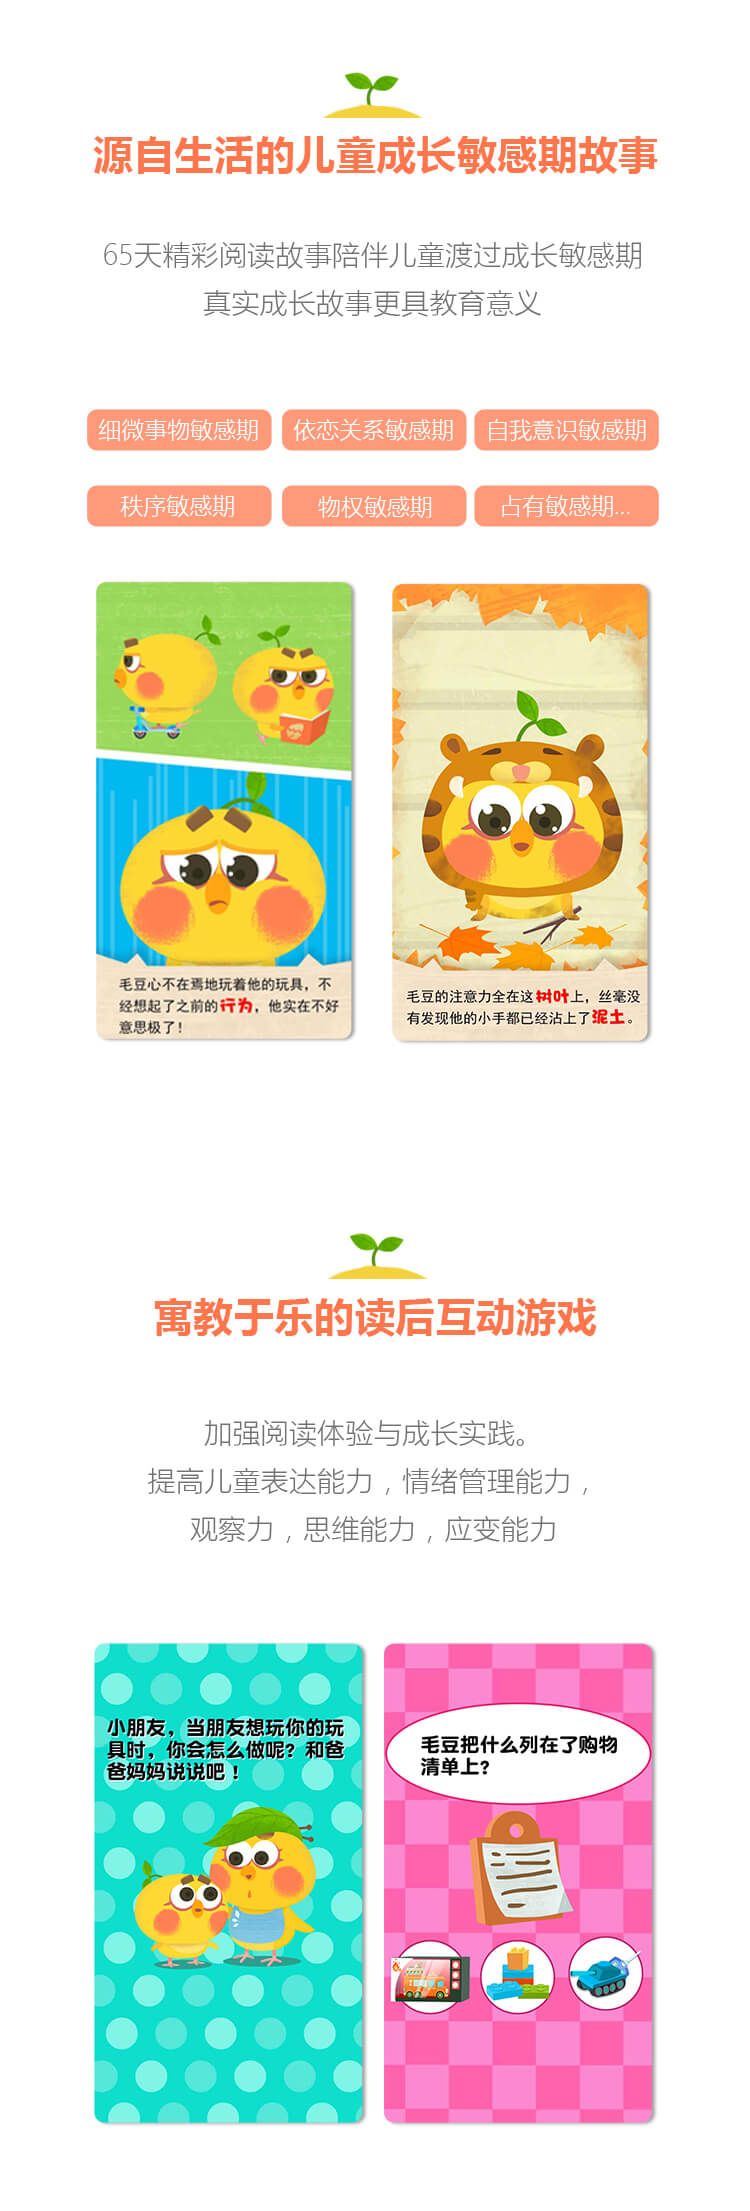 源自生活的儿童成长敏感期故事
65天精彩阅读故事陪伴儿童渡过成长敏感期
真实成长故事更具教育意义
细微事物敏感期
依恋关系敏感期
自我意识敏感期
秩序敏感期
物权敏感期
占有敏感期...
毛豆心不在焉地玩着他的玩具，不
经想起了之前的行为，他实在不好
意思极了！
毛豆的注意力全在这树叶上，丝毫没
有发现他的小手都已经沾上了泥土。
寓教于乐的读后互动游戏
加强阅读体验与成长实践。
提高儿童表达能力，情绪管理能力，
观察力，思维能力，应变能力
小朋友，当朋友想玩你的玩
具时，你会怎么做呢？和爸
爸妈妈说说吧！
毛豆把什么列在了购物
清单上？